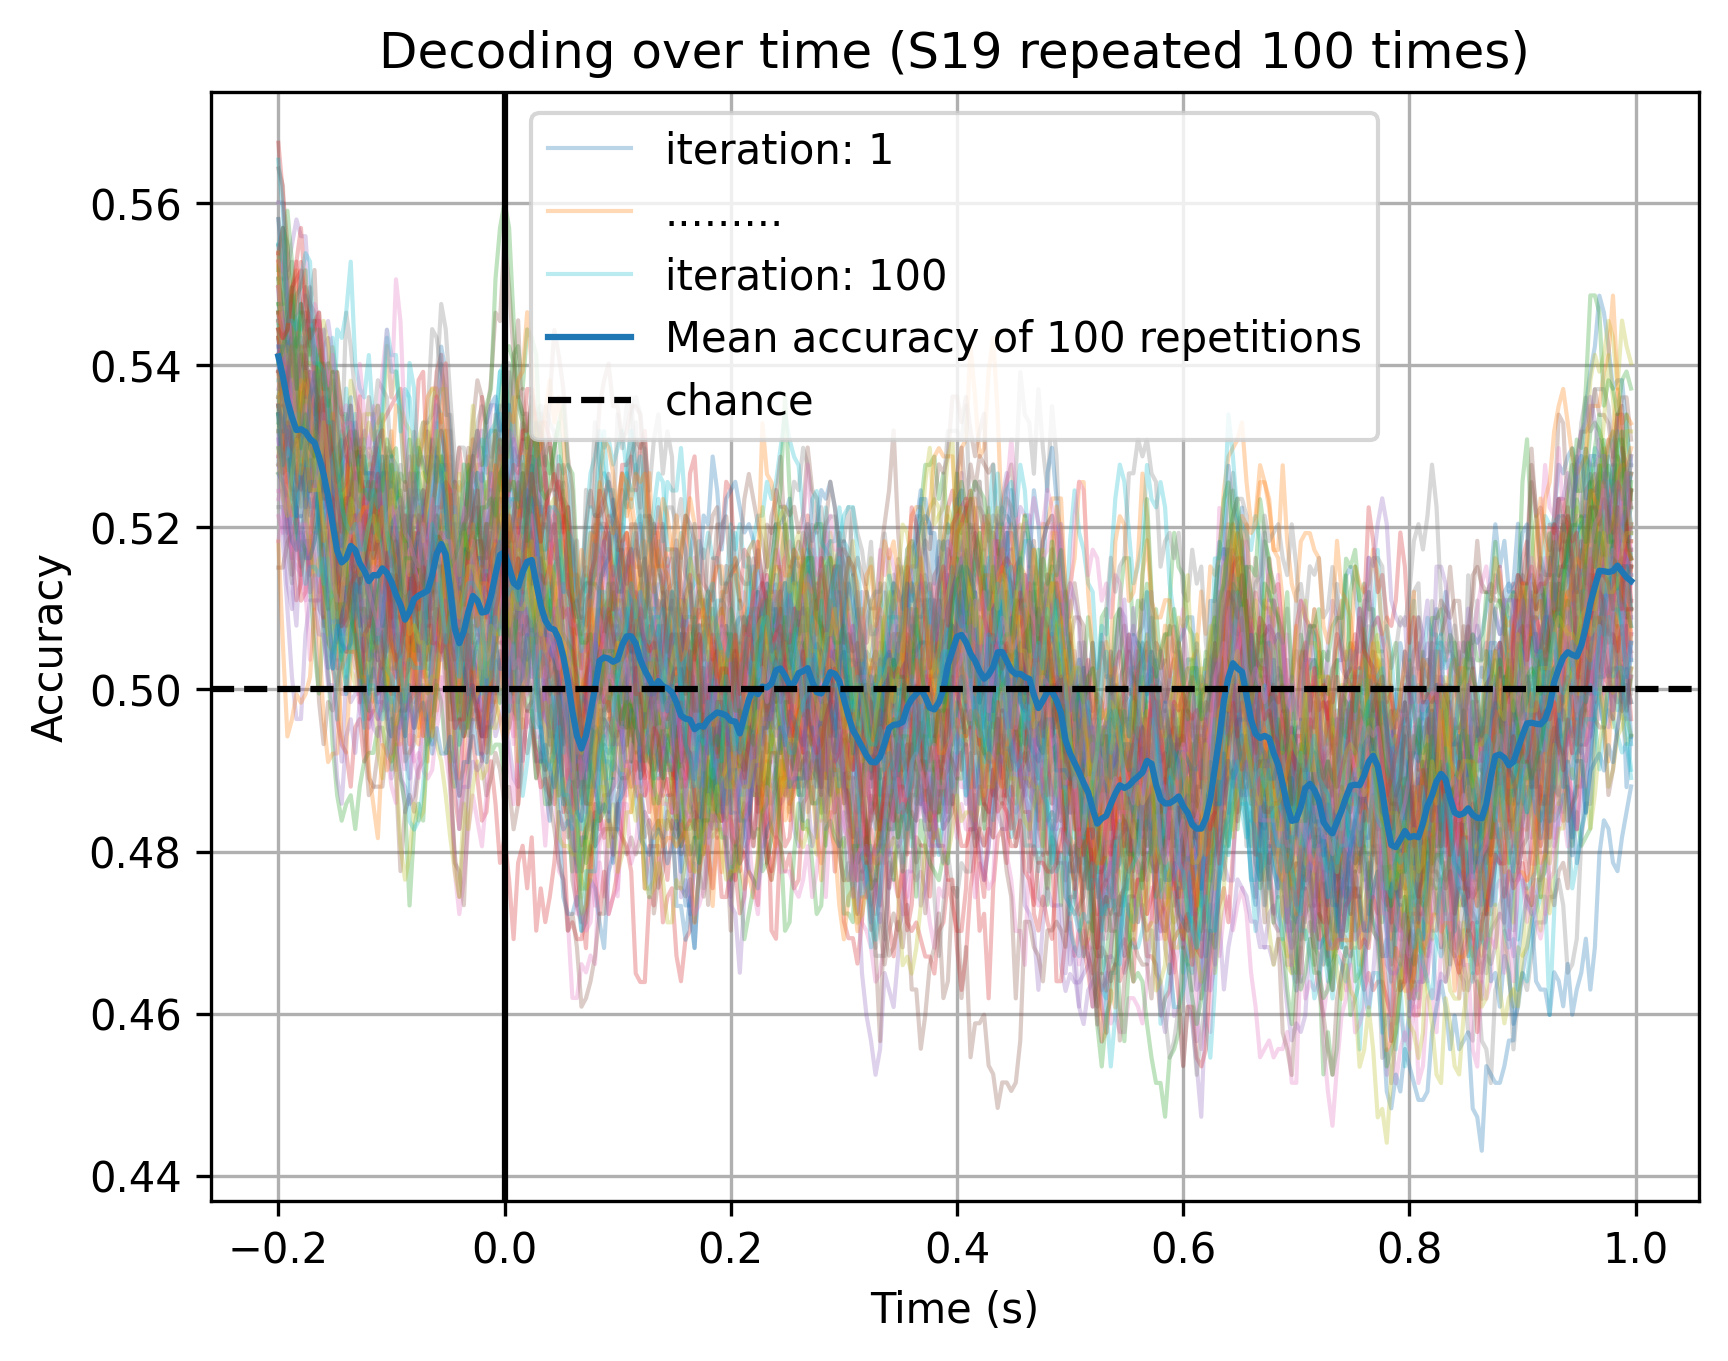 Decoding over time (S19 repeated 100 times)
iteration: 1
.........
iteration: 100
Mean accuracy of 100 repetitions
chance
Accuracy
0.56
0.54
0.52
0.50
0.48
0.46
0.44
−0.2
0.0
0.2
0.4
0.6
0.8
1.0
Time (s)